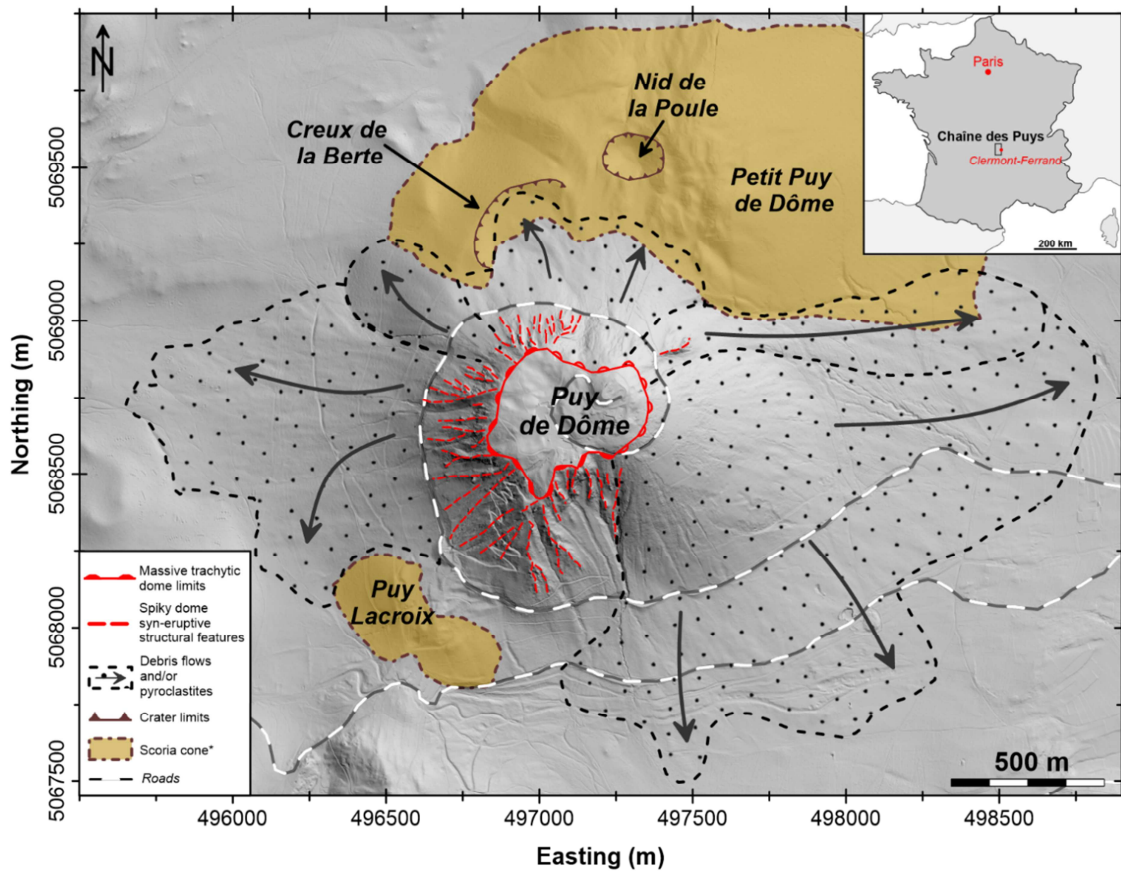 N
Creux de
la Berte
Nid de
la Poule
Petit Puy
de Dôme
Puy
de Dôme
Puy
Lacroix
Paris
Chaîne des Puys
Clermont-Ferrand
200 km
Massive trachytic
dome limits
Spiky dome
syn-eruptive
structural features
Debris flows
and/or
pyroclastites
Crater limits
Scoria cone*
Roads
500 m
Northing (m)
5069500
5069000
5068500
5068000
5067500
496000
496500
497000
497500
498000
498500
Easting (m)